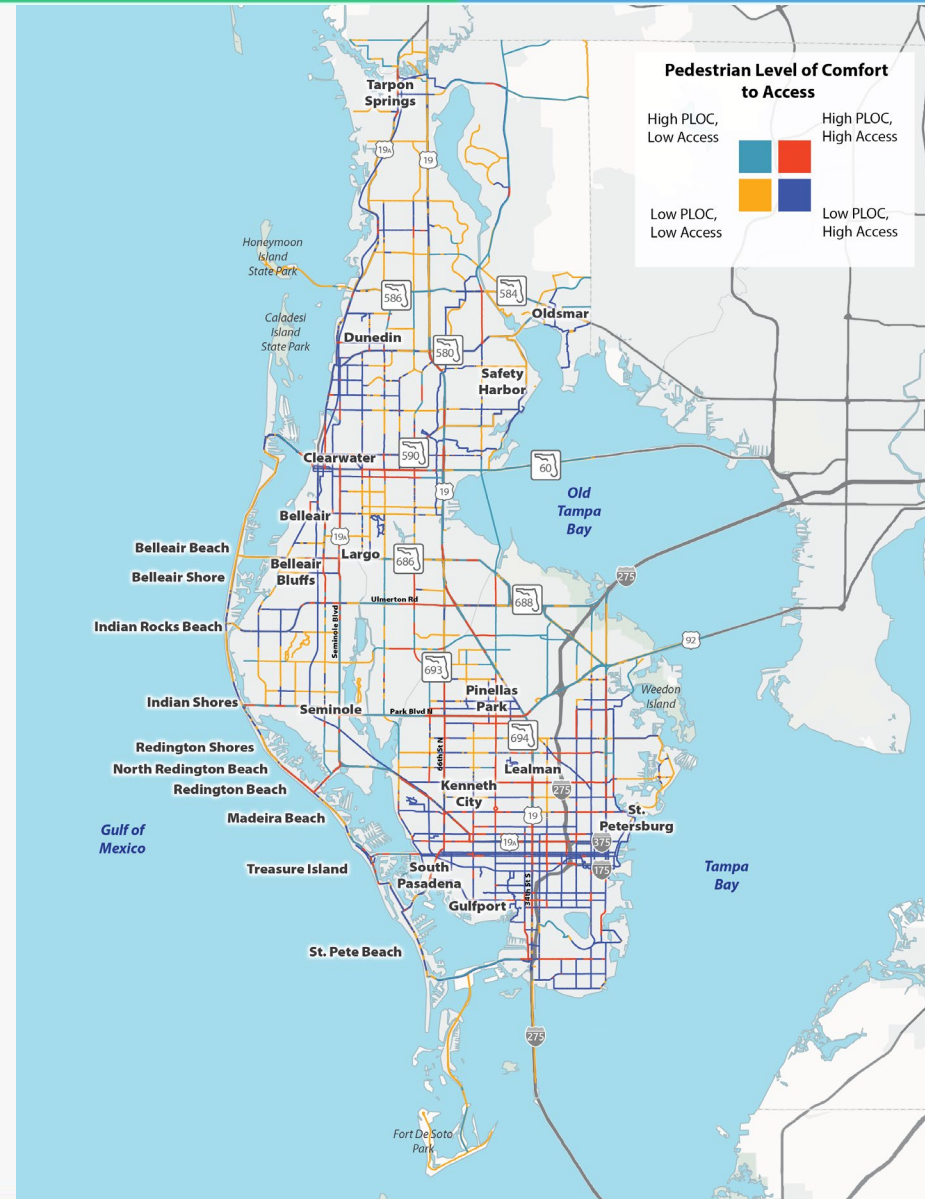 Pedestrian Level of Comfort
to Access
High PLOC,
Low Access
High PLOC,
High Access
Low PLOC,
Low Access
Low PLOC,
High Access
Tarpon
Springs
19A
19
Honeymoon
Island
State Park
586
584
Oldsmar
Caladesi
Island
State Park
Dunedin
580
Safety
Harbor
Clearwater
590
60
19
Old
Tampa
Bay
Belleair
19A
Belleair Beach
Largo
686
Belleair
Bluffs
Belleair Shore
275
688
Ulmerton Rd
Seminole Blvd
Indian Rocks Beach
92
693
Pinellas
Park
Weedon
Island
Indian Shores
Seminole
Park Blvd N
694
66th St N
Redington Shores
North Redington Beach
Lealman
Redington Beach
Kenneth
City
275
19
Madeira Beach
St.
Petersburg
Gulf of
Mexico
19A
375
Treasure Island
South
Pasadena
175
Tampa
Bay
34th St S
Gulfport
St. Pete Beach
275
Fort De Soto
Park